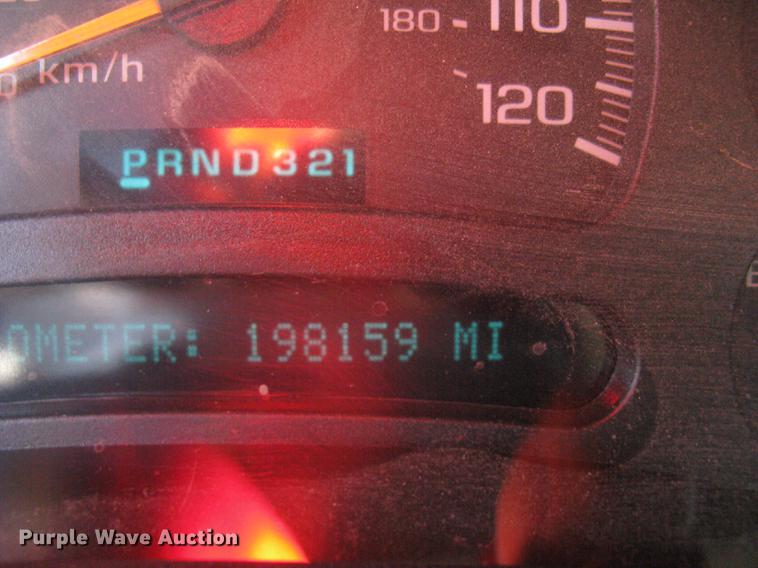 180 110
km/h
120
PRND321
OMETER: 198159 MI
Purple Wave Auction